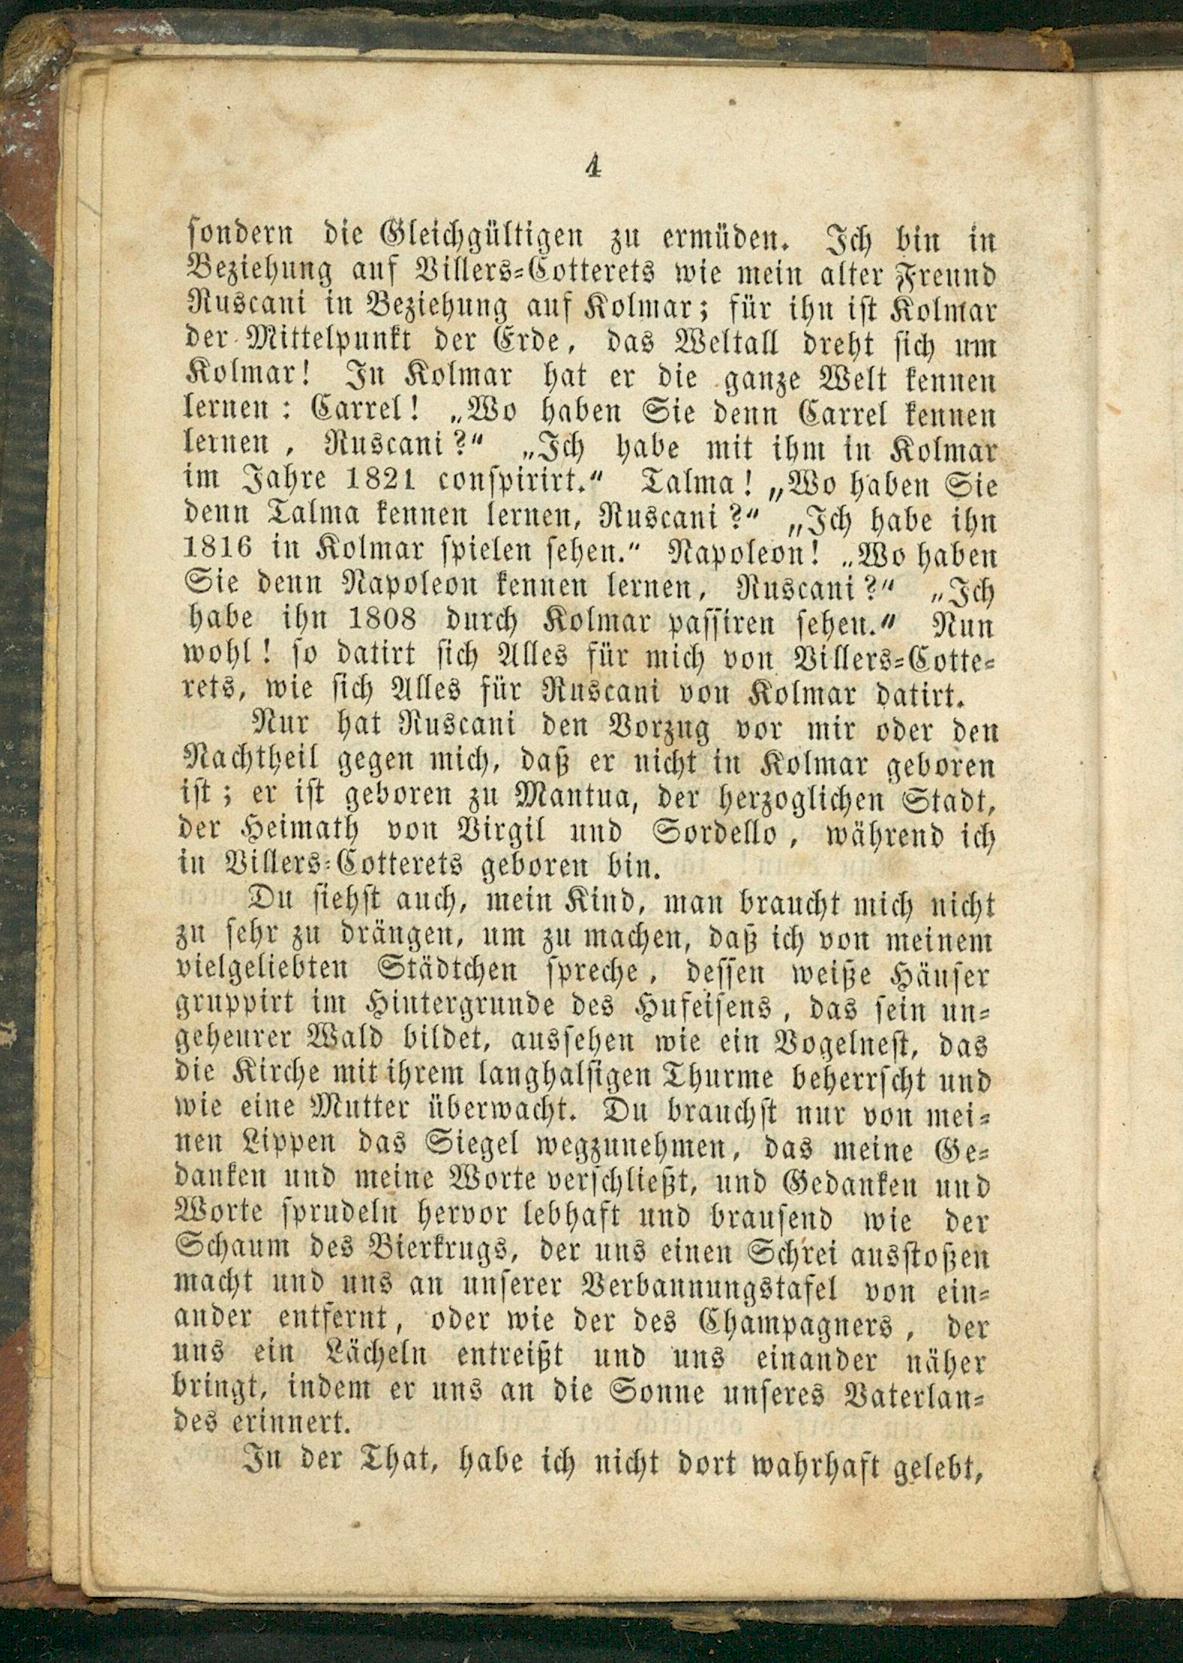 4
sondern die Gleichgültigen zu ermüden. Ich bin in
Beziehung auf Villers-Cotterets wie mein alter Freund
Ruscani in Beziehung auf Kolmar; für ihn ist Kolmar
der Mittelpunkt der Erde, das Weltall dreht sich um
Kolmar! In Kolmar hat er die ganze Welt kennen
lernen: Carrel! „Wo haben Sie denn Carrel kennen
lernen, Ruscani?“ „Ich habe mit ihm in Kolmar
im Jahre 1821 conspirirt.“ Talma! „Wo haben Sie
denn Talma kennen lernen, Ruscani?“ „Ich habe ihn
1816 in Kolmar spielen sehen.“ Napoleon! „Wo haben
Sie denn Napoleon kennen lernen, Ruscani?“ „Ich
habe ihn 1808 durch Kolmar passiren sehen.“ Nun
wohl! so datirt sich Alles für mich von Villers-Cotte-
rets, wie sich Alles für Ruscani von Kolmar datirt.
Nur hat Ruscani den Vorzug vor mir oder den
Nachtheil gegen mich, daß er nicht in Kolmar geboren
ist; er ist geboren zu Mantua, der herzoglichen Stadt,
der Heimath von Virgil und Sordello, während ich
in Villers-Cotterets geboren bin.
Du siehst auch, mein Kind, man braucht mich nicht
zu sehr zu drängen, um zu machen, daß ich von meinem
vielgeliebten Städtchen spreche, dessen weiße Häuser
gruppirt im Hintergrunde des Hufeisens, das sein un-
geheurer Wald bildet, aussehen wie ein Vogelnest, das
die Kirche mit ihrem langhalsigen Thurme beherrscht und
wie eine Mutter überwacht. Du brauchst nur von mei-
nen Lippen das Siegel wegzunehmen, das meine Ge-
danken und meine Worte verschließt, und Gedanken und
Worte sprudeln hervor lebhaft und brausend wie der
Schaum des Bierkrugs, der uns einen Schrei ausstoßen
macht und uns an unserer Verbannungstafel von ein-
ander entfernt, oder wie der des Champagners, der
uns ein Lächeln entreißt und uns einander näher
bringt, indem er uns an die Sonne unseres Vaterlan-
des erinnert.
In der That, habe ich nicht dort wahrhaft gelebt,